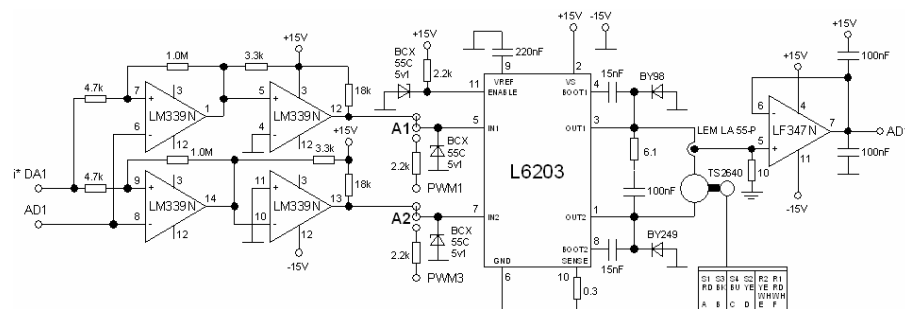 +15V
1.0M
3.3k
+15V
4.7k
7
+
3
1
6
-
LM339N
12
5
+
3
12
4
-
LM339N
12
18k
+15V
3.3k
1.0M
i* DA1
4.7k
9
+
3
14
8
-
LM339N
12
11
+
3
13
10
-
LM339N
12
-15V
18k
AD1
BCX
55C
5v1
+15V
2.2k
A1
2.2k
PWM1
BCX
55C
5v1
A2
2.2k
PWM3
BCX
55C
5v1
220nF
9
+15V
-15V
2
VREF
VS
11
ENABLE
BOOT1
4
5
IN1
OUT1
3
L6203
7
IN2
OUT2
1
BOOT2
8
GND
SENSE
6
10
0.3
15nF
BY98
6.1
100nF
BY249
15nF
LEM LA 55-P
TS2640
10
+15V
6
-
4
LF347N
7
5
+
11
-15V
+15V
100nF
AD1
100nF
S1 S3 S4 S2 R2 R1
RD BK BU YE YE RD
WH WH
A B C D E F